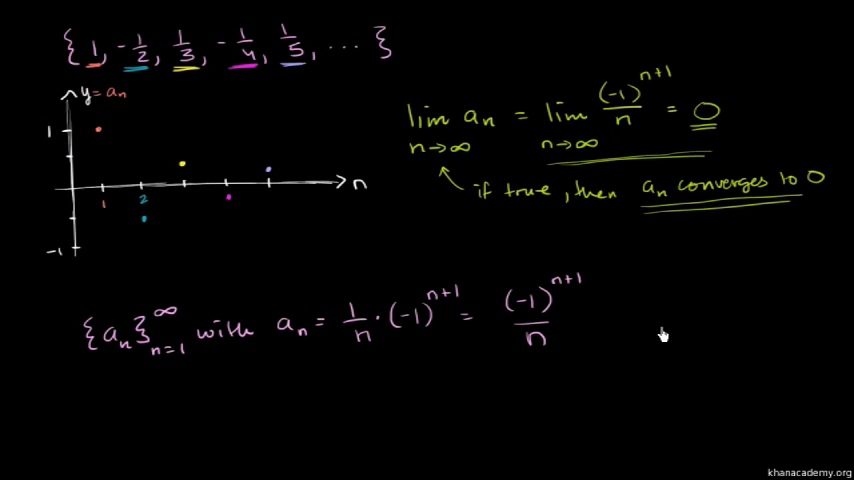 {1, -1/2, 1/3, -1/4, 1/5, ...}
y = aₙ
1
1 2
n
-1
lim n→∞ aₙ = lim n→∞ (-1)ⁿ⁺¹/n = 0
if true, then aₙ converges to 0
{aₙ}∞ n=1 with aₙ = 1/n · (-1)ⁿ⁺¹ = (-1)ⁿ⁺¹/n
khanacademy.org